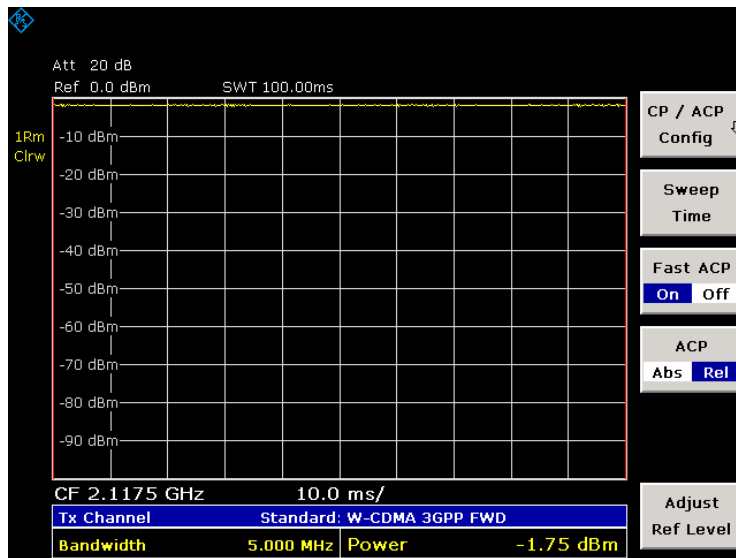 Att 20 dB
Ref 0.0 dBm SWT 100.00ms
1Rm
Clrw
-10 dBm
-20 dBm
-30 dBm
-40 dBm
-50 dBm
-60 dBm
-70 dBm
-80 dBm
-90 dBm
CF 2.1175 GHz 10.0 ms/
Tx Channel Standard: W-CDMA 3GPP FWD
Bandwidth 5.000 MHz Power -1.75 dBm
CP / ACP
Config
Sweep
Time
Fast ACP
On Off
ACP
Abs Rel
Adjust
Ref Level